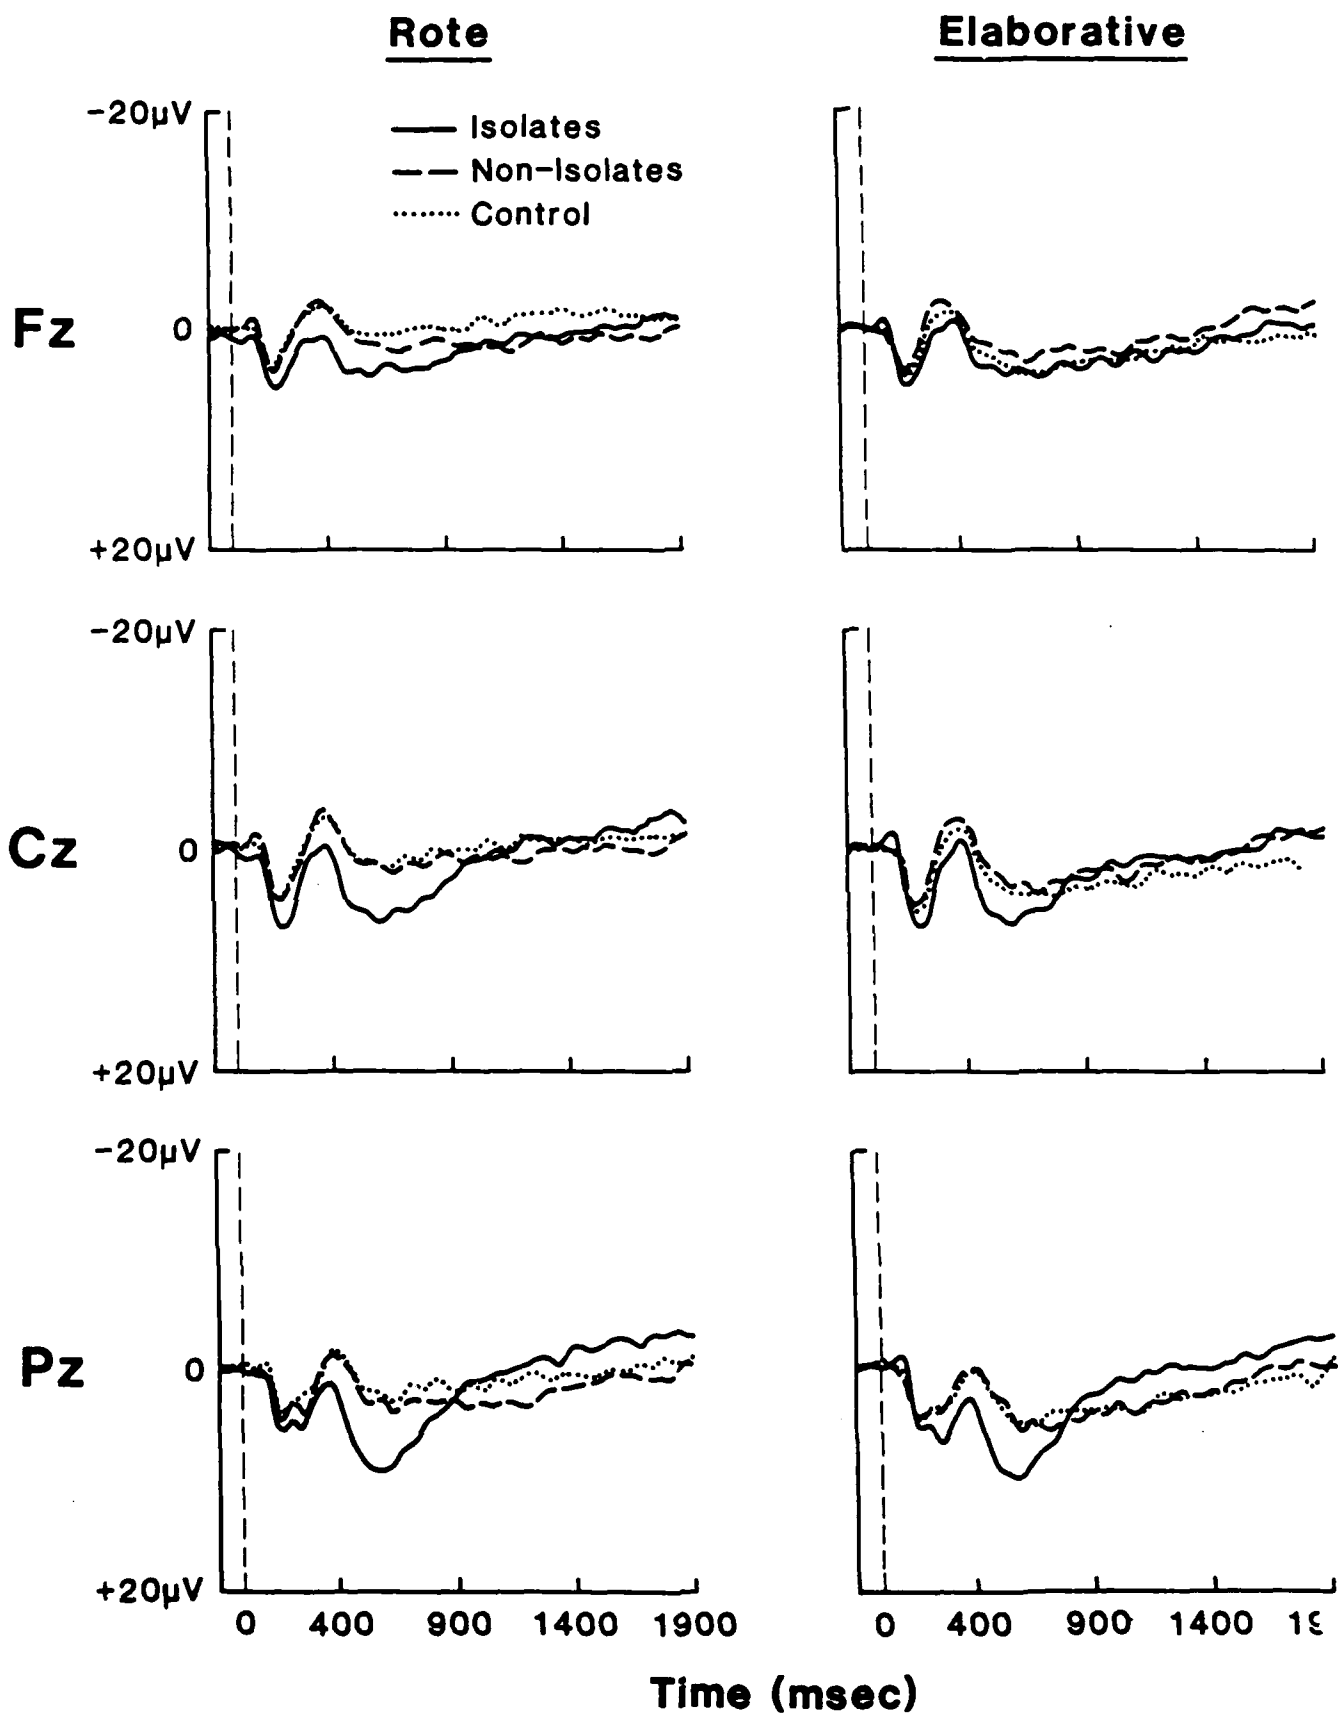 Rote Elaborative
-20µV
Isolates
Non-Isolates
Control
Fz 0
+20µV
-20µV
Cz 0
+20µV
-20µV
Pz 0
+20µV
0 400 900 1400 1900 0 400 900 1400
Time (msec)